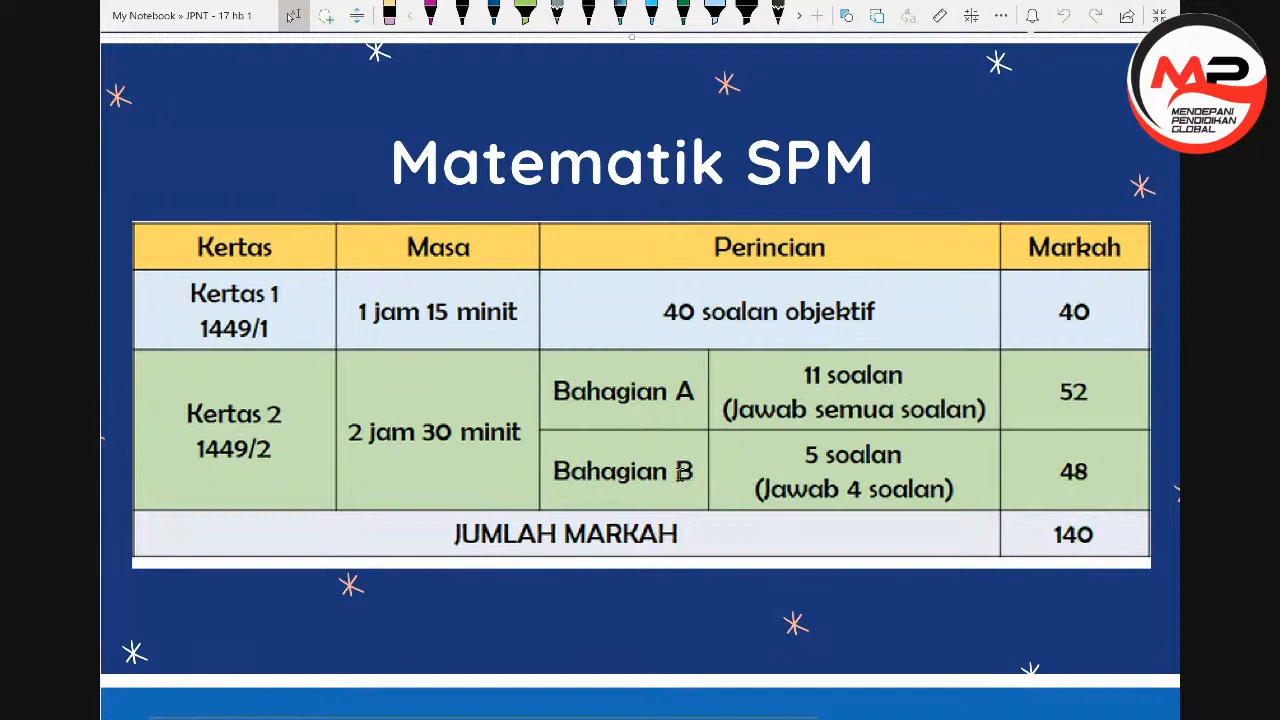 My Notebook » JPNT - 17 hb 1
MP
MENDEPANI
PENDIDIKAN
GLOBAL
Matematik SPM
Kertas Masa Perincian Markah
Kertas 1
1449/1
1 jam 15 minit
40 soalan objektif
40
Kertas 2
1449/2
2 jam 30 minit
Bahagian A
11 soalan
(Jawab semua soalan)
52
Bahagian B
5 soalan
(Jawab 4 soalan)
48
JUMLAH MARKAH 140